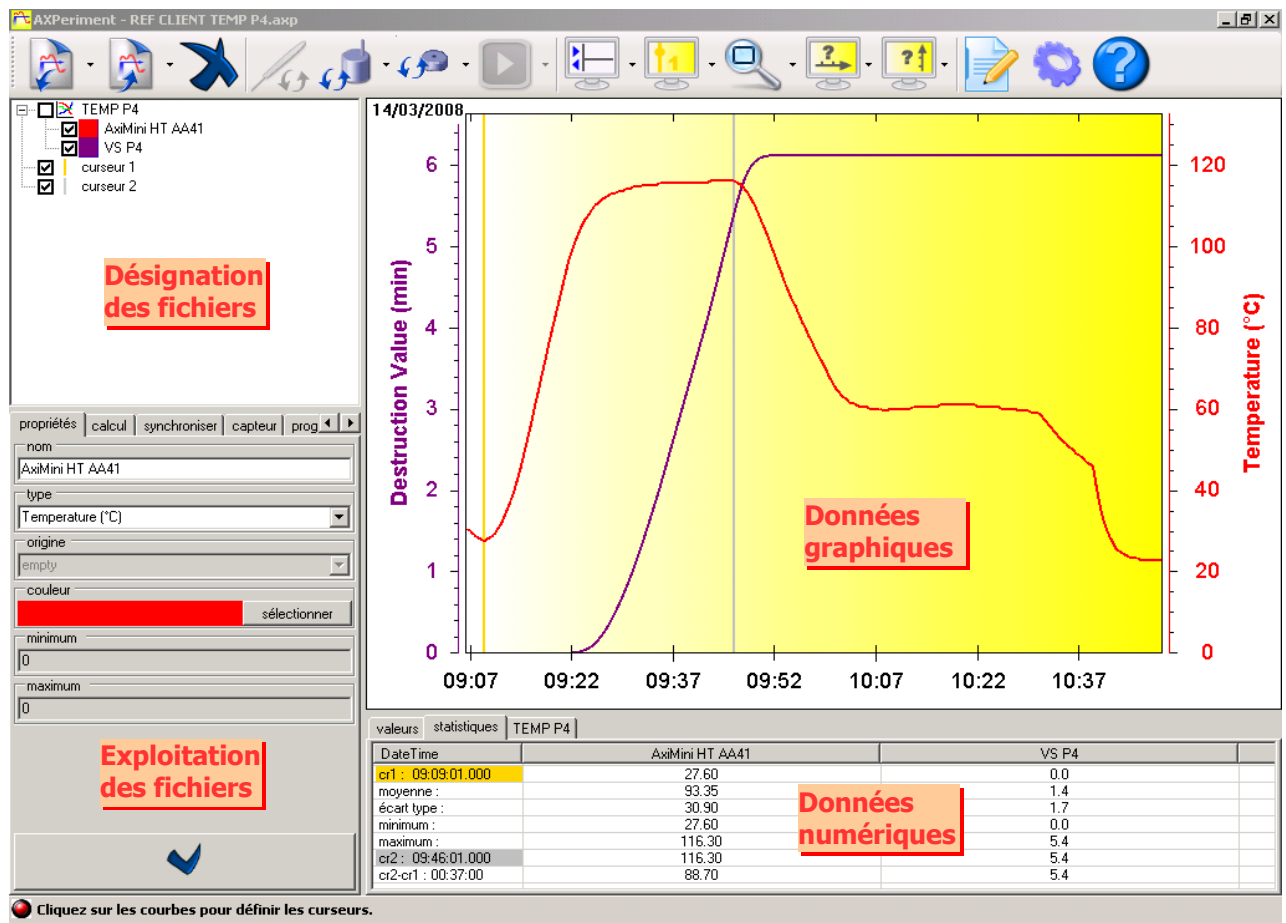 AXPeriment - REF CLIENT TEMP P4.axp
TEMP P4
AxiMini HT AA41
VS P4
curseur 1
curseur 2
Désignation
des fichiers
propriétés calcul synchroniser capteur prog
nom
AxiMini HT AA41
type
Temperature (°C)
origine
empty
couleur
sélectionner
minimum
0
maximum
0
Exploitation
des fichiers
14/03/2008
Destruction Value (min)
6
5
4
3
2
1
0
Temperature (°C)
120
100
80
60
40
20
0
09:07 09:22 09:37 09:52 10:07 10:22 10:37
Données
graphiques
valeurs statistiques TEMP P4
DateTime AxiMini HT AA41 VS P4
cr1 : 09:09:01.000 27.60 0.0
moyenne : 93.35 1.4
écart type : 30.90 1.7
minimum : 27.60 0.0
maximum : 116.30 5.4
cr2 : 09:46:01.000 116.30 5.4
cr2-cr1 : 00:37:00 88.70 5.4
Données
numériques
Cliquez sur les courbes pour définir les curseurs.